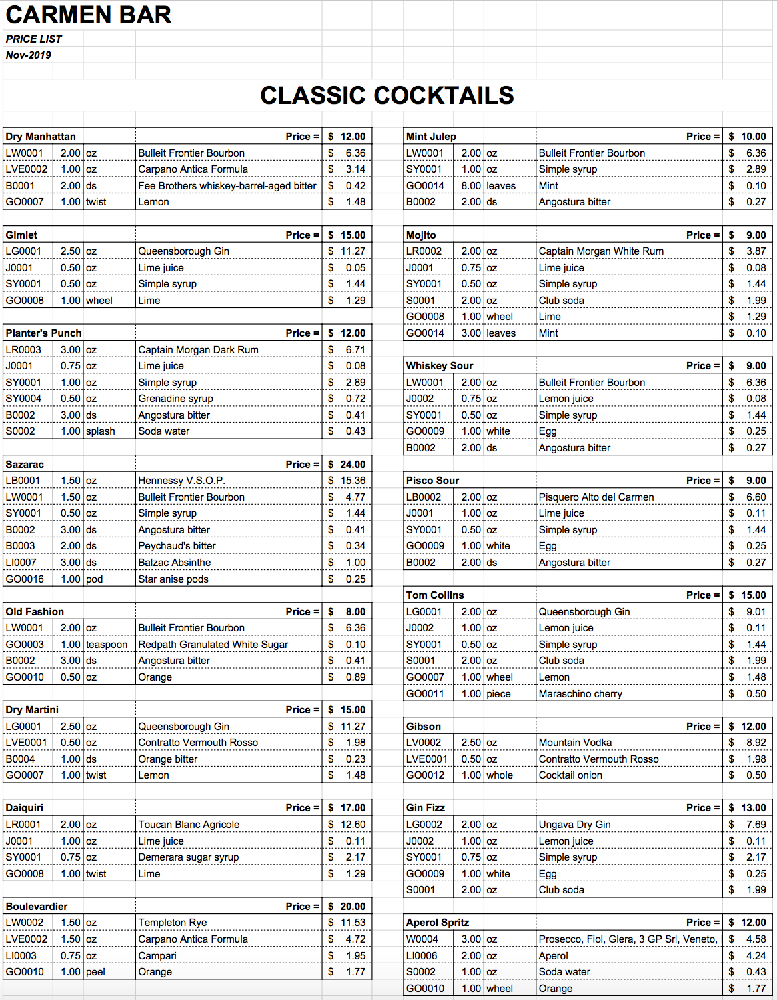 CARMEN BAR
PRICE LIST
Nov-2019
CLASSIC COCKTAILS
Dry Manhattan Price = $ 12.00
LW0001 2.00 oz Bulleit Frontier Bourbon $ 6.36
LVE0002 1.00 oz Carpano Antica Formula $ 3.14
B0001 2.00 ds Fee Brothers whiskey-barrel-aged bitter $ 0.42
GO0007 1.00 twist Lemon $ 1.48
Gimlet Price = $ 15.00
LG0001 2.50 oz Queensborough Gin $ 11.27
J0001 0.50 oz Lime juice $ 0.05
SY0001 0.50 oz Simple syrup $ 1.44
GO0008 1.00 wheel Lime $ 1.29
Planter's Punch Price = $ 12.00
LR0003 3.00 oz Captain Morgan Dark Rum $ 6.71
J0001 0.75 oz Lime juice $ 0.08
SY0001 1.00 oz Simple syrup $ 2.89
SY0004 0.50 oz Grenadine syrup $ 0.72
B0002 3.00 ds Angostura bitter $ 0.41
S0002 1.00 splash Soda water $ 0.43
Sazarac Price = $ 24.00
LB0001 1.50 oz Hennessy V.S.O.P. $ 15.36
LW0001 1.50 oz Bulleit Frontier Bourbon $ 4.77
SY0001 0.50 oz Simple syrup $ 1.44
B0002 3.00 ds Angostura bitter $ 0.41
B0003 2.00 ds Peychaud's bitter $ 0.34
LI0007 3.00 ds Balzac Absinthe $ 1.00
GO0016 1.00 pod Star anise pods $ 0.25
Old Fashion Price = $ 8.00
LW0001 2.00 oz Bulleit Frontier Bourbon $ 6.36
GO0003 1.00 teaspoon Redpath Granulated White Sugar $ 0.10
B0002 3.00 ds Angostura bitter $ 0.41
GO0010 0.50 oz Orange $ 0.89
Dry Martini Price = $ 15.00
LG0001 2.50 oz Queensborough Gin $ 11.27
LVE0001 0.50 oz Contratto Vermouth Rosso $ 1.98
B0004 1.00 ds Orange bitter $ 0.23
GO0007 1.00 twist Lemon $ 1.48
Daiquiri Price = $ 17.00
LR0001 2.00 oz Toucan Blanc Agricole $ 12.60
J0001 1.00 oz Lime juice $ 0.11
SY0001 0.75 oz Demerara sugar syrup $ 2.17
GO0008 1.00 twist Lime $ 1.29
Boulevardier Price = $ 20.00
LW0002 1.50 oz Templeton Rye $ 11.53
LVE0002 1.50 oz Carpano Antica Formula $ 4.72
LI0003 0.75 oz Campari $ 1.95
GO0010 1.00 peel Orange $ 1.77
Mint Julep Price = $ 10.00
LW0001 2.00 oz Bulleit Frontier Bourbon $ 6.36
SY0001 1.00 oz Simple syrup $ 2.89
GO0014 8.00 leaves Mint $ 0.10
B0002 2.00 ds Angostura bitter $ 0.27
Mojito Price = $ 9.00
LR0002 2.00 oz Captain Morgan White Rum $ 3.87
J0001 0.75 oz Lime juice $ 0.08
SY0001 0.50 oz Simple syrup $ 1.44
S0001 2.00 oz Club soda $ 1.99
GO0008 1.00 wheel Lime $ 1.29
GO0014 3.00 leaves Mint $ 0.10
Whiskey Sour Price = $ 9.00
LW0001 2.00 oz Bulleit Frontier Bourbon $ 6.36
J0002 0.75 oz Lemon juice $ 0.08
SY0001 0.50 oz Simple syrup $ 1.44
GO0009 1.00 white Egg $ 0.25
B0002 2.00 ds Angostura bitter $ 0.27
Pisco Sour Price = $ 9.00
LB0002 2.00 oz Pisquero Alto del Carmen $ 6.60
J0001 1.00 oz Lime juice $ 0.11
SY0001 0.50 oz Simple syrup $ 1.44
GO0009 1.00 white Egg $ 0.25
B0002 2.00 ds Angostura bitter $ 0.27
Tom Collins Price = $ 15.00
LG0001 2.00 oz Queensborough Gin $ 9.01
J0002 1.00 oz Lemon juice $ 0.11
SY0001 0.50 oz Simple syrup $ 1.44
S0001 2.00 oz Club soda $ 1.99
GO0007 1.00 wheel Lemon $ 1.48
GO0011 1.00 piece Maraschino cherry $ 0.50
Gibson Price = $ 12.00
LV0002 2.50 oz Mountain Vodka $ 8.92
LVE0001 0.50 oz Contratto Vermouth Rosso $ 1.98
GO0012 1.00 whole Cocktail onion $ 0.50
Gin Fizz Price = $ 13.00
LG0002 2.00 oz Ungava Dry Gin $ 7.69
J0002 1.00 oz Lemon juice $ 0.11
SY0001 0.75 oz Simple syrup $ 2.17
GO0009 1.00 white Egg $ 0.25
S0001 2.00 oz Club soda $ 1.99
Aperol Spritz Price = $ 12.00
W0004 3.00 oz Prosecco, Fiol, Glera, 3 GP Srl, Veneto, $ 4.58
LI0006 2.00 oz Aperol $ 4.24
S0002 1.00 oz Soda water $ 0.43
GO0010 1.00 wheel Orange $ 1.77